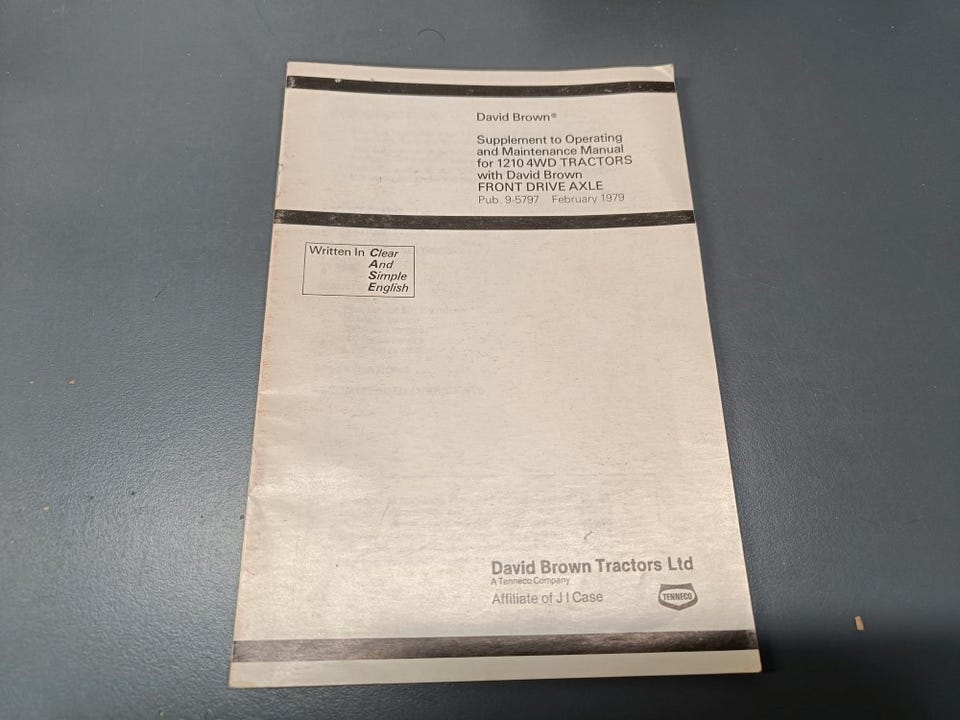 David Brown®
Supplement to Operating
and Maintenance Manual
for 1210 4WD TRACTORS
with David Brown
FRONT DRIVE AXLE
Pub. 9-5797 February 1979
Written In Clear
And
Simple
English
David Brown Tractors Ltd
A Tenneco Company
Affiliate of J I Case
TENNECO